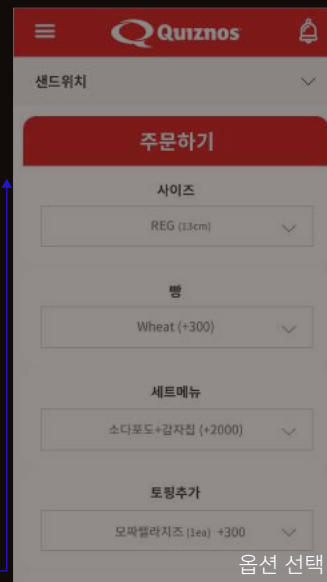 Quiznos
샌드위치
주문하기
사이즈
REG (13cm)
빵
Wheat (+300)
세트메뉴
소다포도+감자칩 (+2000)
토핑추가
모짜렐라치즈 (1ea) +300
옵션 선택